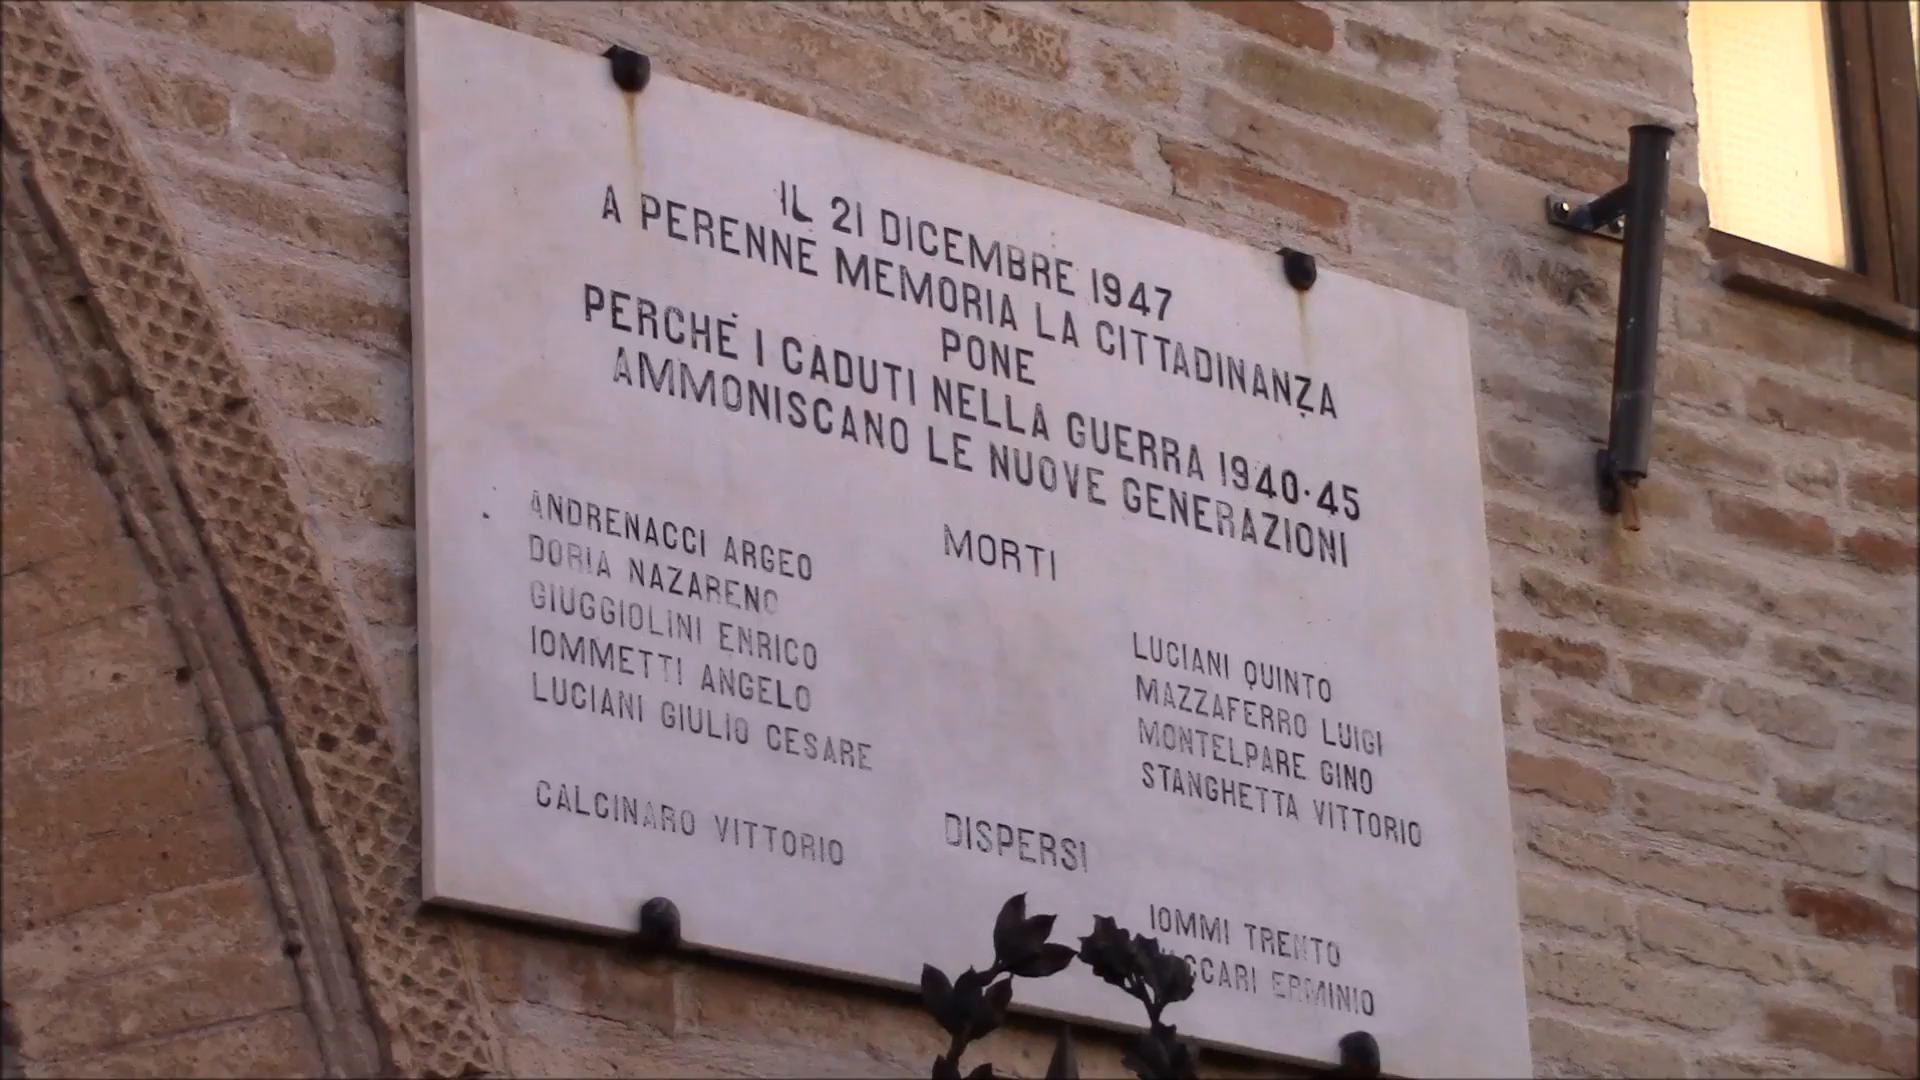 IL 21 DICEMBRE 1947
A PERENNE MEMORIA LA CITTADINANZA
PONE
PERCHÉ I CADUTI NELLA GUERRA 1940·45
AMMONISCANO LE NUOVE GENERAZIONI
MORTI
ANDRENACCI ARGEO
DORIA NAZARENO
GIUGGIOLINI ENRICO
IOMMETTI ANGELO
LUCIANI GIULIO CESARE
LUCIANI QUINTO
MAZZAFERRO LUIGI
MONTELPARE GINO
STANGHETTA VITTORIO
DISPERSI
CALCINARO VITTORIO
IOMMI TRENTO
ERMINIO